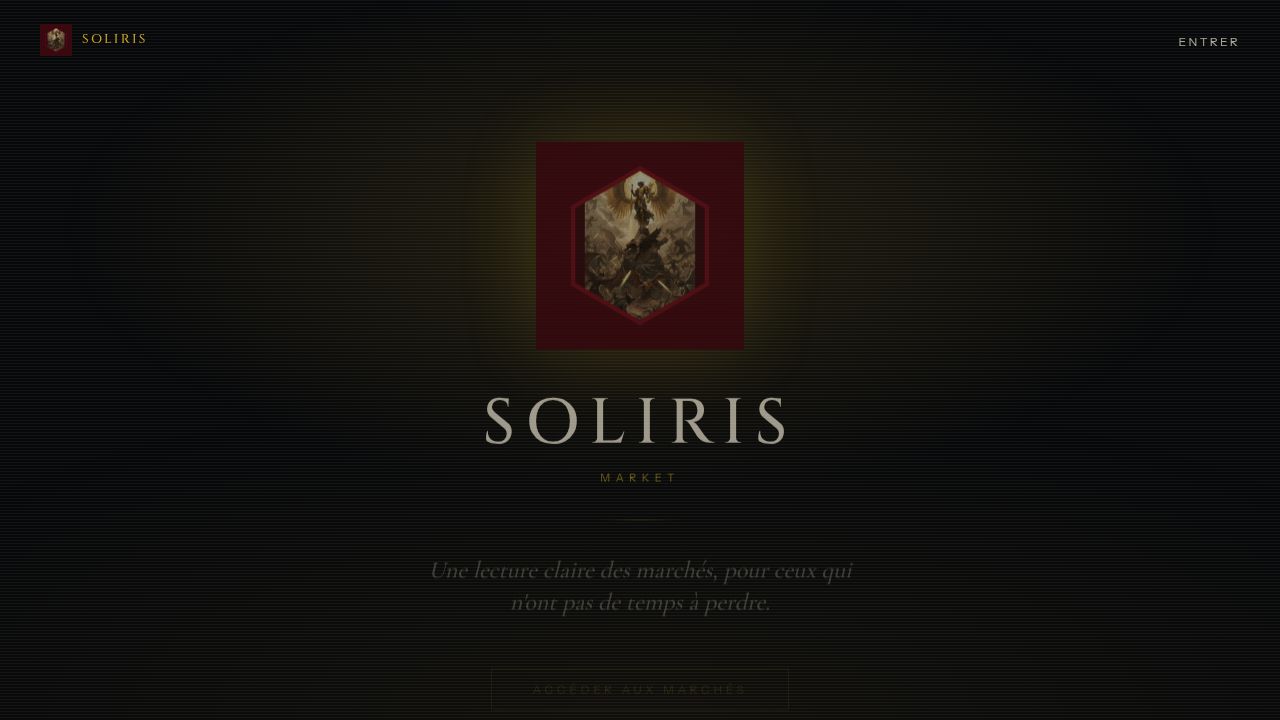 SOLIRIS
ENTRER
SOLIRIS
MARKET
Une lecture claire des marchés, pour ceux qui
n'ont pas de temps à perdre.
ACCÉDER AUX MARCHÉS